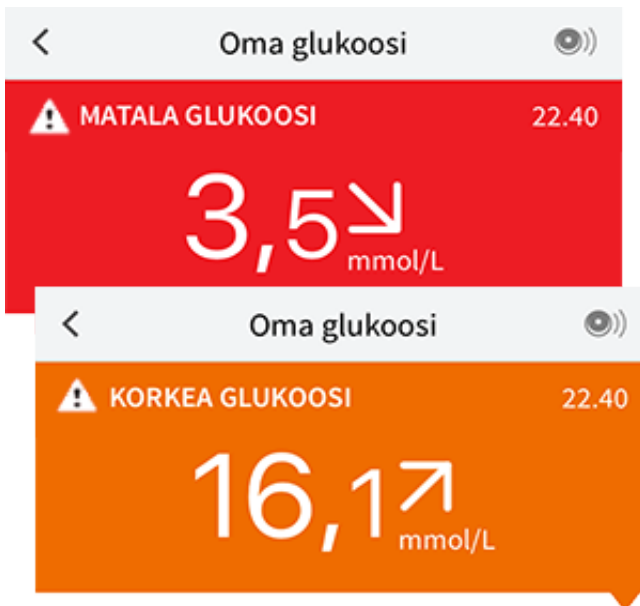 Oma glukoosi
MATALA GLUKOOSI 22.40
3,5
mmol/L
Oma glukoosi
KORKEA GLUKOOSI 22.40
16,1
mmol/L